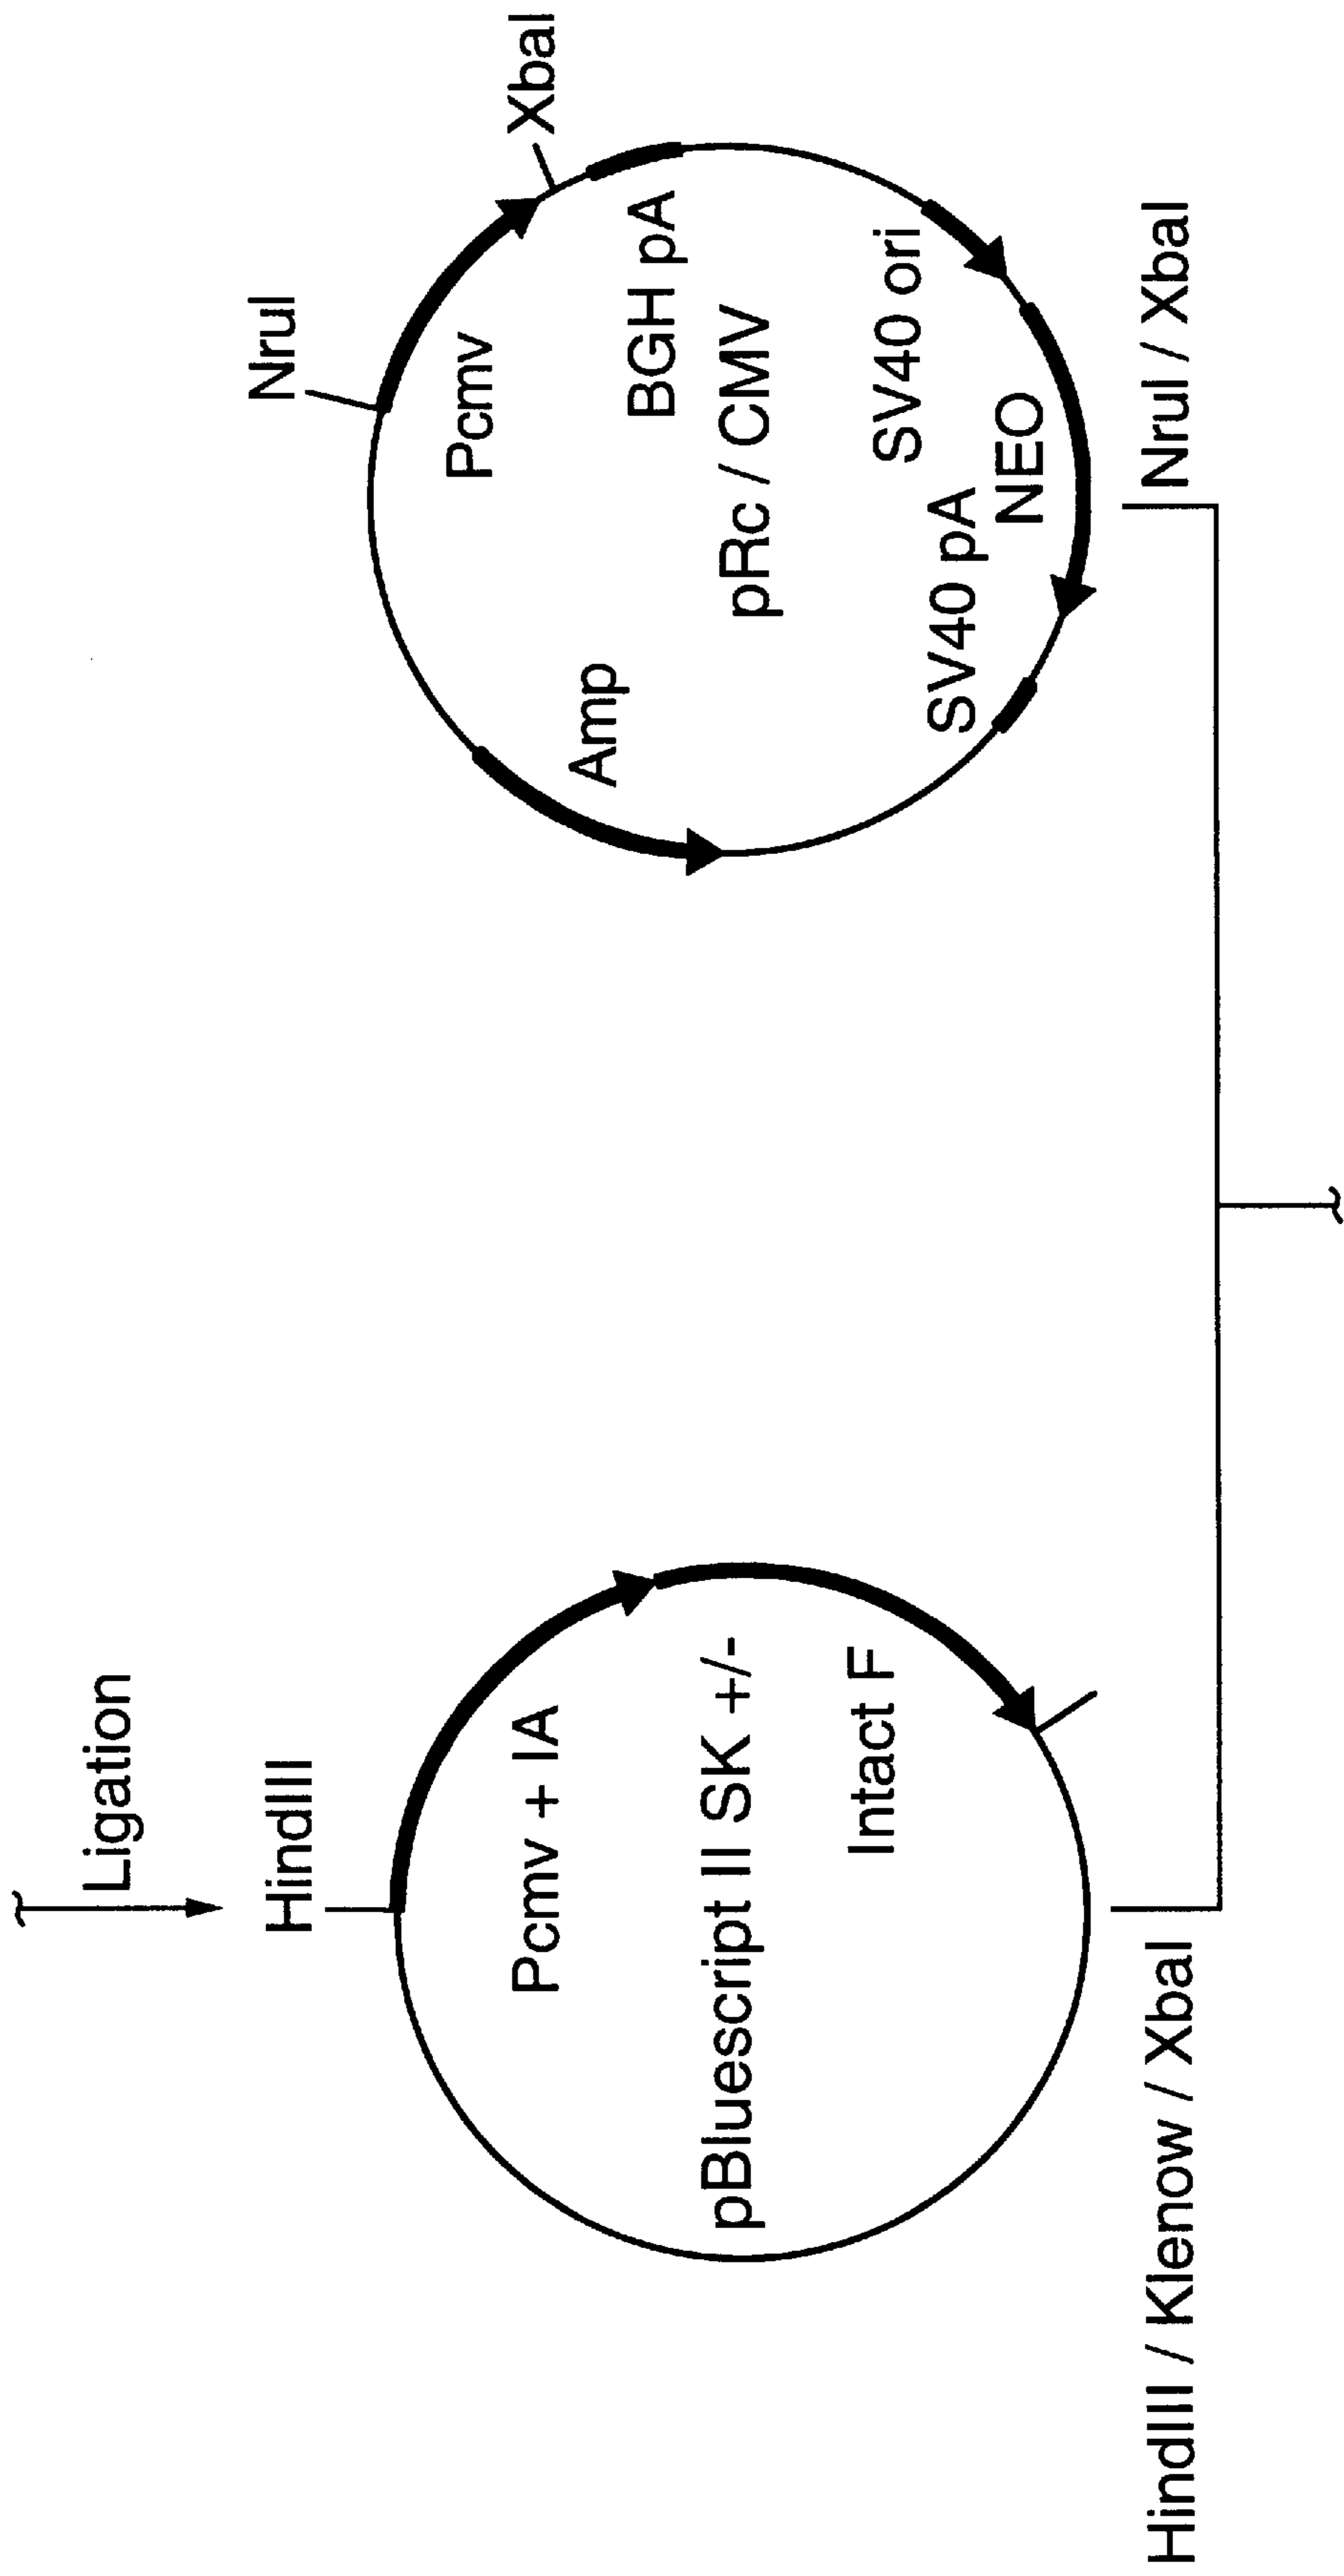 Ligation
HindIII
Pcmv + IA
pBluescript II SK +/-
Intact F
HindIII / Klenow / XbaI
NruI
XbaI
Pcmv
Amp
BGH pA
pRc / CMV
SV40 ori
SV40 pA
NEO
NruI / XbaI